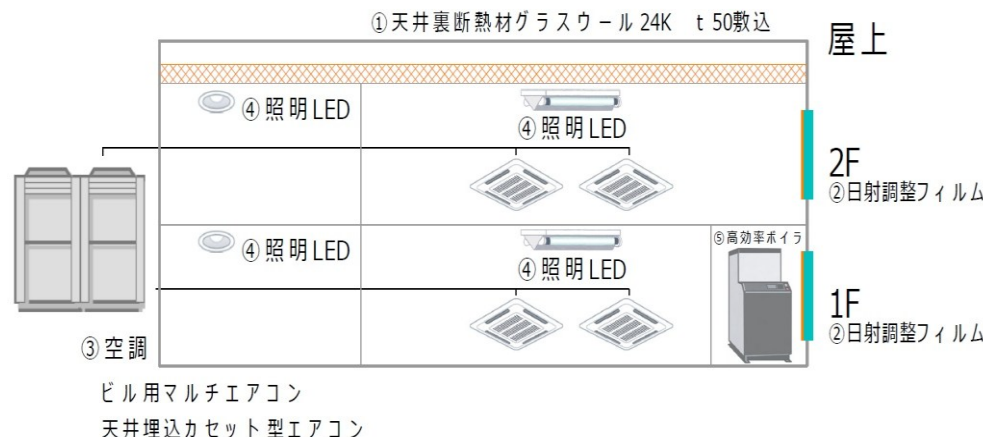 ①天井裏断熱材グラスウール24K t50敷込
屋上
④照明LED
④照明LED
2F
②日射調整フィルム
④照明LED
④照明LED
⑤高効率ボイラ
1F
②日射調整フィルム
③空調
ビル用マルチエアコン
天井埋込カセット型エアコン